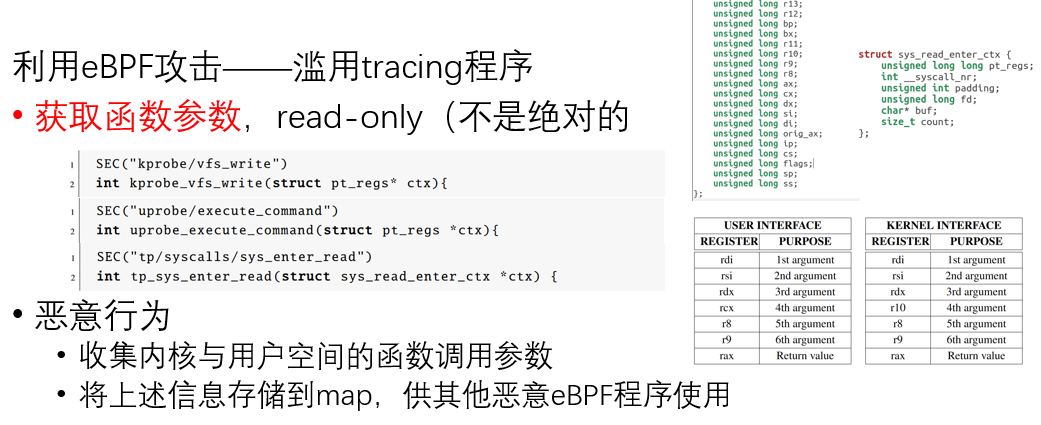 利用eBPF攻击——滥用tracing程序
• 获取函数参数，read-only（不是绝对的
1 SEC("kprobe/vfs_write")
2 int kprobe_vfs_write(struct pt_regs* ctx){
1 SEC("uprobe/execute_command")
2 int uprobe_execute_command(struct pt_regs *ctx){
1 SEC("tp/syscalls/sys_enter_read")
2 int tp_sys_enter_read(struct sys_read_enter_ctx *ctx) {
• 恶意行为
• 收集内核与用户空间的函数调用参数
• 将上述信息存储到map，供其他恶意eBPF程序使用
unsigned long r13;
unsigned long r12;
unsigned long bp;
unsigned long bx;
unsigned long r11;
unsigned long r10;
unsigned long r9;
unsigned long r8;
unsigned long ax;
unsigned long cx;
unsigned long dx;
unsigned long si;
unsigned long di;
unsigned long orig_ax;
unsigned long ip;
unsigned long cs;
unsigned long flags;
unsigned long sp;
unsigned long ss;
};
struct sys_read_enter_ctx {
unsigned long long pt_regs;
int __syscall_nr;
unsigned int padding;
unsigned long fd;
char* buf;
size_t count;
};
USER INTERFACE
REGISTER PURPOSE
rdi 1st argument
rsi 2nd argument
rdx 3rd argument
rcx 4th argument
r8 5th argument
r9 6th argument
rax Return value
KERNEL INTERFACE
REGISTER PURPOSE
rdi 1st argument
rsi 2nd argument
rdx 3rd argument
r10 4th argument
r8 5th argument
r9 6th argument
rax Return value